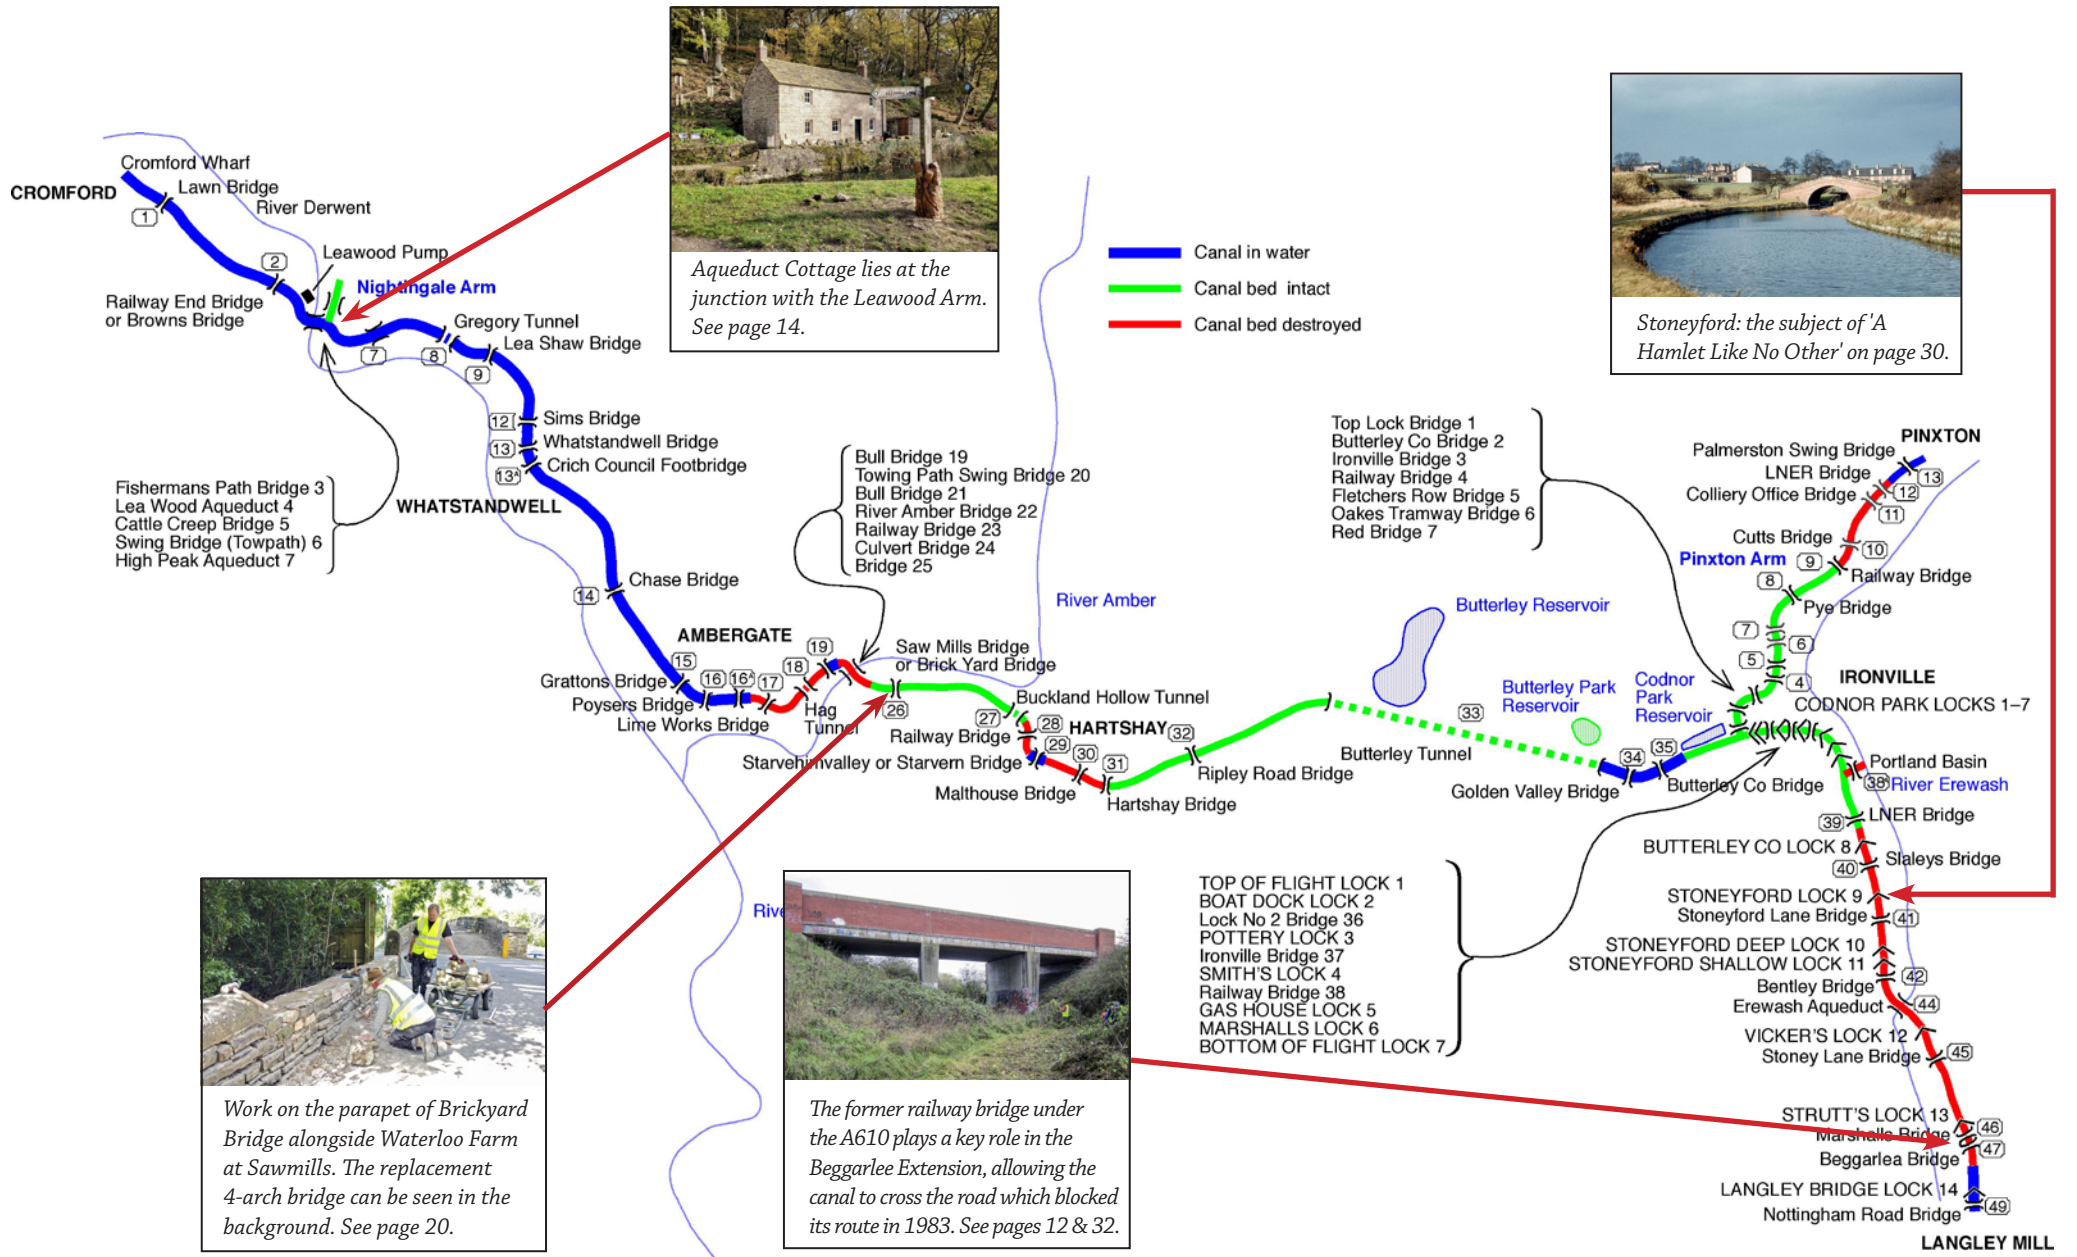 Cromford Wharf
CROMFORD
Lawn Bridge
1
River Derwent
2
Leawood Pump
Nightingale Arm
Railway End Bridge
or Browns Bridge
7
Gregory Tunnel
8
Lea Shaw Bridge
9
Aqueduct Cottage lies at the
junction with the Leawood Arm.
See page 14.
Canal in water
Canal bed intact
Canal bed destroyed
Stoneyford: the subject of 'A
Hamlet Like No Other' on page 30.
12
Sims Bridge
13
Whatstandwell Bridge
13A
Crich Council Footbridge
WHATSTANDWELL
Fishermans Path Bridge 3
Lea Wood Aqueduct 4
Cattle Creep Bridge 5
Swing Bridge (Towpath) 6
High Peak Aqueduct 7
14
Chase Bridge
Bull Bridge 19
Towing Path Swing Bridge 20
Bull Bridge 21
River Amber Bridge 22
Railway Bridge 23
Culvert Bridge 24
Bridge 25
River Amber
AMBERGATE
15
16
16A
17
18
19
Grattons Bridge
Poysers Bridge
Lime Works Bridge
Hag
Tunnel
Saw Mills Bridge
or Brick Yard Bridge
26
Buckland Hollow Tunnel
27
28
Railway Bridge
HARTSHAY
29
30
31
32
Starvehimvalley or Starvern Bridge
Malthouse Bridge
Hartshay Bridge
Ripley Road Bridge
33
Butterley Tunnel
Butterley Reservoir
Butterley Park
Reservoir
Codnor
Park
Reservoir
34
35
Golden Valley Bridge
Butterley Co Bridge
Top Lock Bridge 1
Butterley Co Bridge 2
Ironville Bridge 3
Railway Bridge 4
Fletchers Row Bridge 5
Oakes Tramway Bridge 6
Red Bridge 7
PINXTON
Palmerston Swing Bridge
13
LNER Bridge
12
Colliery Office Bridge
11
Cutts Bridge
10
Pinxton Arm
9
Railway Bridge
8
Pye Bridge
7
6
5
4
IRONVILLE
CODNOR PARK LOCKS 1–7
Portland Basin
38A
River Erewash
39
LNER Bridge
BUTTERLEY CO LOCK 8
40
Slaleys Bridge
STONEYFORD LOCK 9
Stoneyford Lane Bridge
41
STONEYFORD DEEP LOCK 10
STONEYFORD SHALLOW LOCK 11
42
Bentley Bridge
Erewash Aqueduct
44
VICKER'S LOCK 12
Stoney Lane Bridge
45
STRUTT'S LOCK 13
46
Marshalls Bridge
47
Beggarlea Bridge
LANGLEY BRIDGE LOCK 14
49
Nottingham Road Bridge
LANGLEY MILL
TOP OF FLIGHT LOCK 1
BOAT DOCK LOCK 2
Lock No 2 Bridge 36
POTTERY LOCK 3
Ironville Bridge 37
SMITH'S LOCK 4
Railway Bridge 38
GAS HOUSE LOCK 5
MARSHALLS LOCK 6
BOTTOM OF FLIGHT LOCK 7
Work on the parapet of Brickyard
Bridge alongside Waterloo Farm
at Sawmills. The replacement
4-arch bridge can be seen in the
background. See page 20.
The former railway bridge under
the A610 plays a key role in the
Beggarlee Extension, allowing the
canal to cross the road which blocked
its route in 1983. See pages 12 & 32.